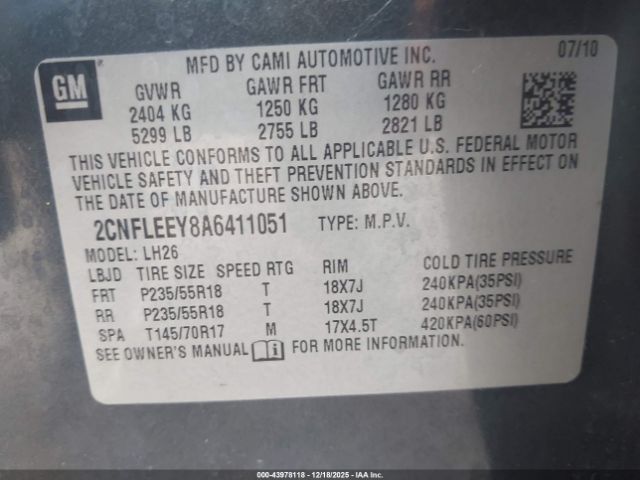 GM
MFD BY CAMI AUTOMOTIVE INC.
07/10
GVWR GAWR FRT GAWR RR
2404 KG 1250 KG 1280 KG
5299 LB 2755 LB 2821 LB
THIS VEHICLE CONFORMS TO ALL APPLICABLE U.S. FEDERAL MOTOR
VEHICLE SAFETY AND THEFT PREVENTION STANDARDS IN EFFECT ON
THE DATE OF MANUFACTURE SHOWN ABOVE.
2CNFLEEY8A6411051 TYPE: M.P.V.
MODEL: LH26
LBJD TIRE SIZE SPEED RTG RIM COLD TIRE PRESSURE
FRT P235/55R18 T 18X7J 240KPA(35PSI)
RR P235/55R18 T 18X7J 240KPA(35PSI)
SPA T145/70R17 M 17X4.5T 420KPA(60PSI)
SEE OWNER'S MANUAL FOR MORE INFORMATION.
000-43978118 - 12/18/2025 - IAAI Inc.